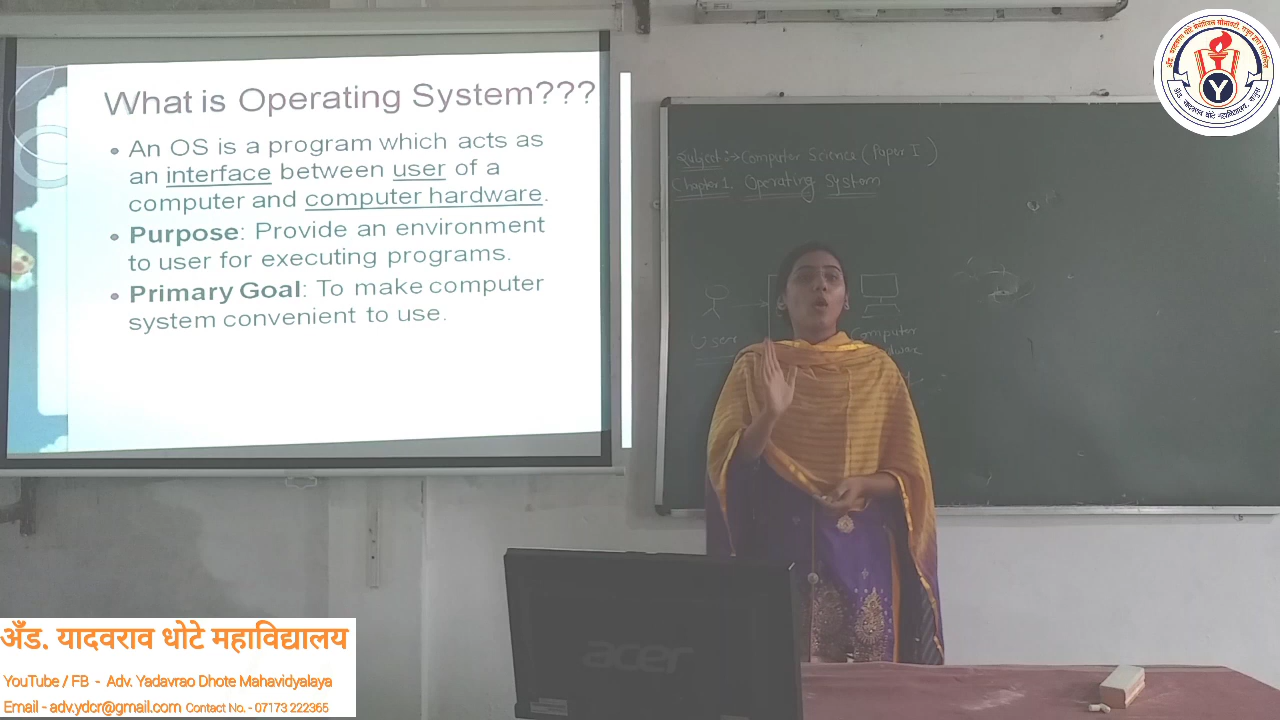 What is Operating System???
• An OS is a program which acts as
an interface between user of a
computer and computer hardware.
• Purpose: Provide an environment
to user for executing programs.
• Primary Goal: To make computer
system convenient to use.
Subject :-> Computer Science (Paper I)
Chapter 1. Operating System
User
Computer
acer
अँड. यादवराव धोटे महाविद्यालय
YouTube / FB - Adv. Yadavrao Dhote Mahavidyalaya
Email - adv.ydcr@gmail.com Contact No. - 07173 222365